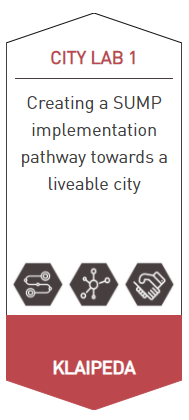 CITY LAB 1
Creating a SUMP
implementation
pathway towards a
liveable city
KLAIPEDA